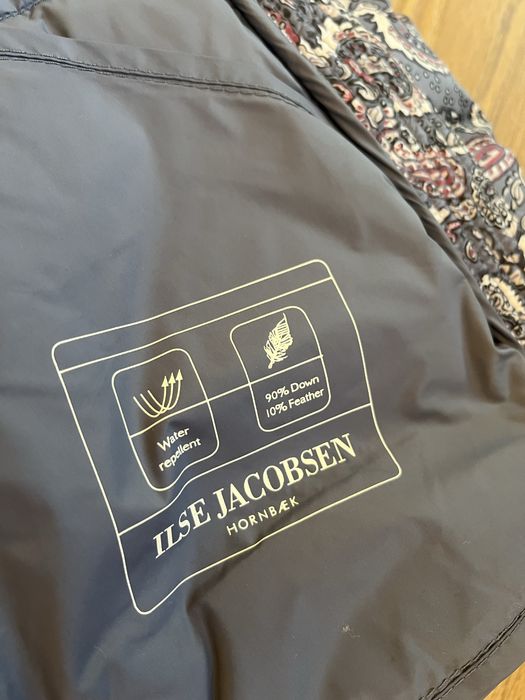 Water
repellent
90% Down
10% Feather
ILSE JACOBSEN
HORNBÆK